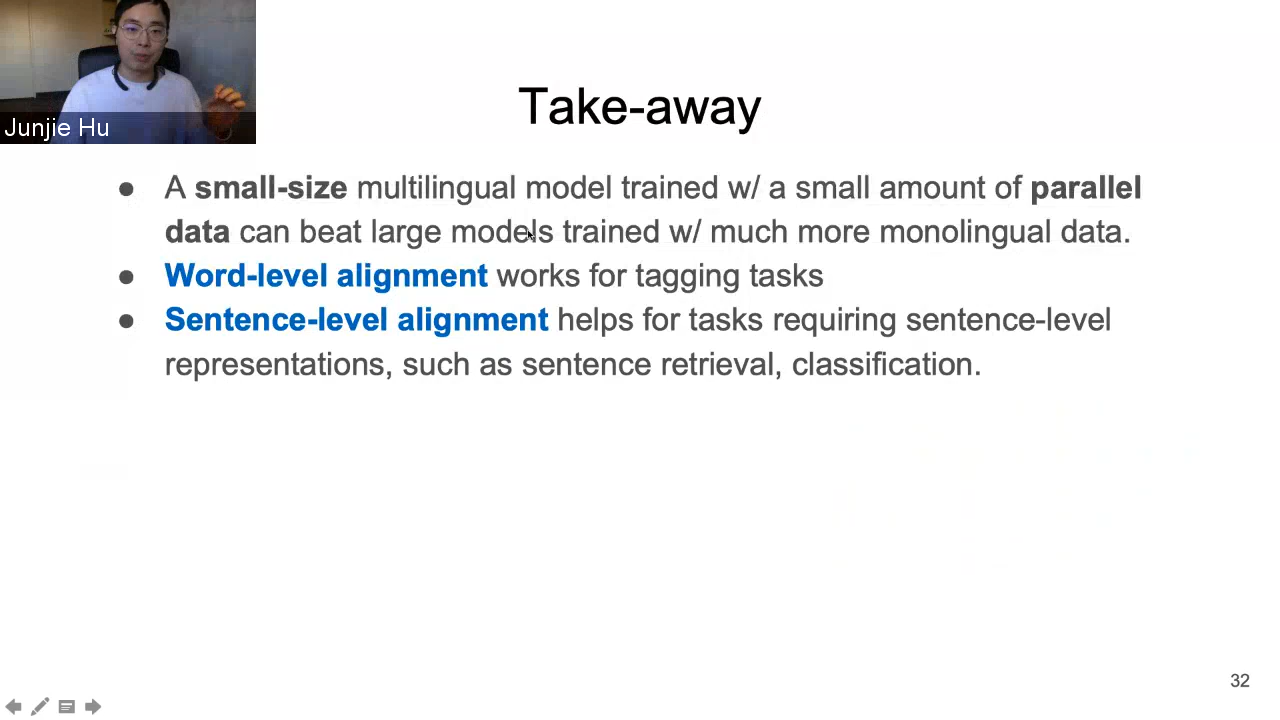 Junjie Hu
Take-away
● A small-size multilingual model trained w/ a small amount of parallel
data can beat large models trained w/ much more monolingual data.
● Word-level alignment works for tagging tasks
● Sentence-level alignment helps for tasks requiring sentence-level
representations, such as sentence retrieval, classification.
32